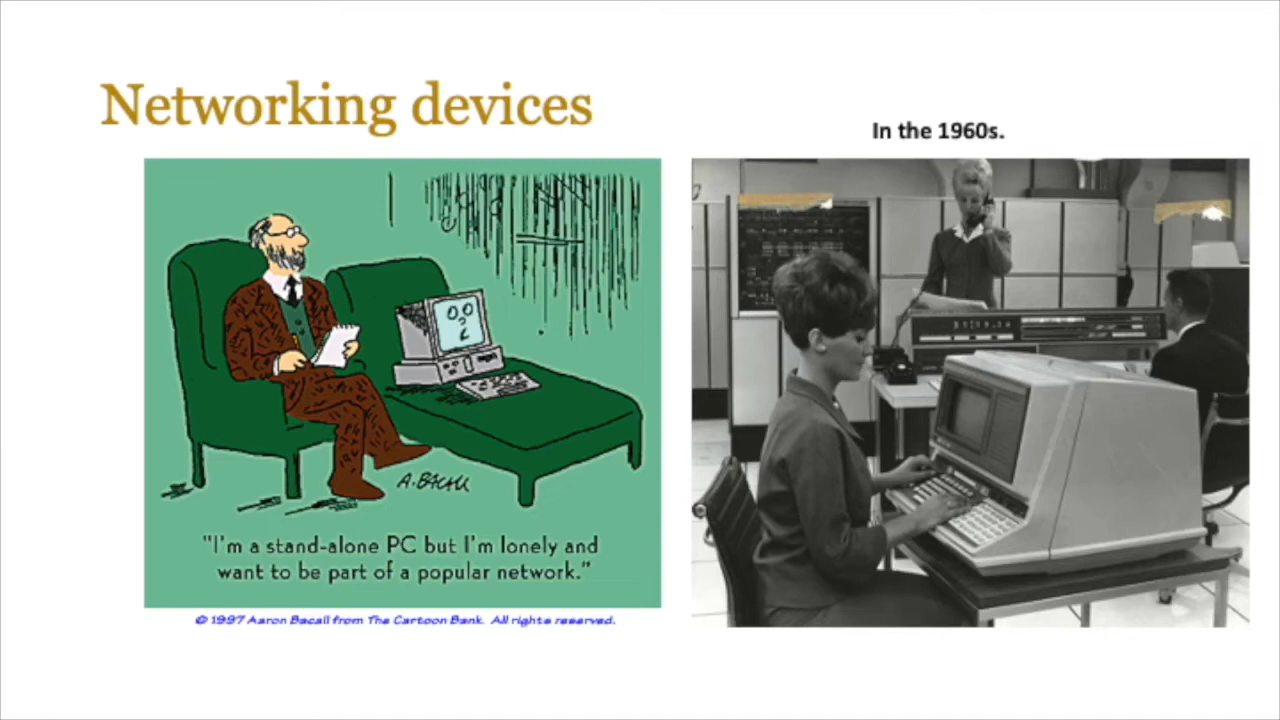 Networking devices
In the 1960s.
A. BACALL
"I'm a stand-alone PC but I'm lonely and
want to be part of a popular network."
© 1997 Aaron Bacall from The Cartoon Bank. All rights reserved.